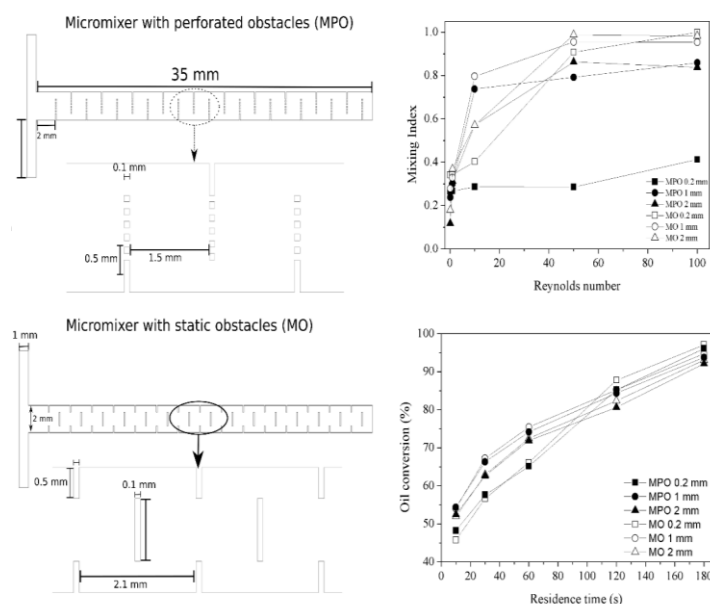 Micromixer with perforated obstacles (MPO)
35 mm
2 mm
0.1 mm
0.5 mm
1.5 mm
Micromixer with static obstacles (MO)
1 mm
2 mm
0.5 mm
0.1 mm
2.1 mm
Mixing Index
1.0
0.8
0.6
0.4
0.2
0.0
MPO 0.2 mm
MPO 1 mm
MPO 2 mm
MO 0.2 mm
MO 1 mm
MO 2 mm
0 20 40 60 80 100
Reynolds number
Oil conversion (%)
100
90
80
70
60
50
40
MPO 0.2 mm
MPO 1 mm
MPO 2 mm
MO 0.2 mm
MO 1 mm
MO 2 mm
0 20 40 60 80 100 120 140 160 180
Residence time (s)